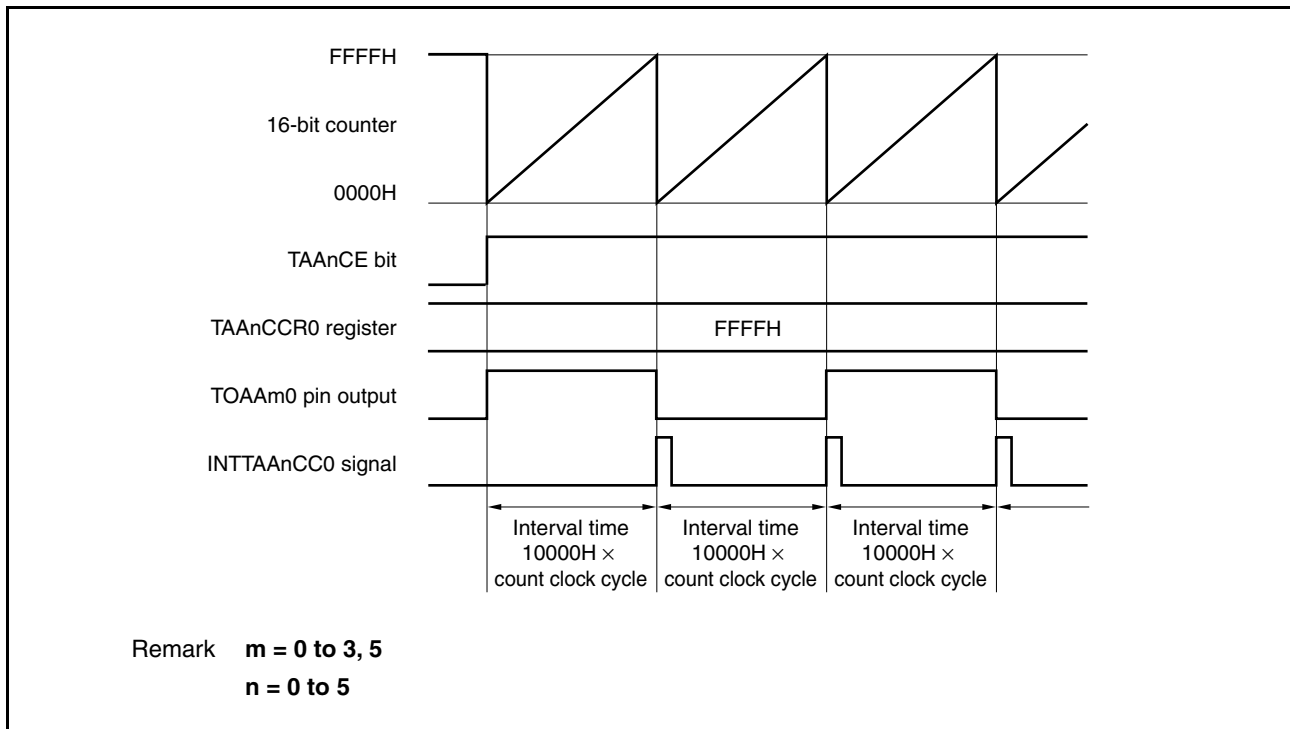 FFFFH
16-bit counter
0000H
TAAnCE bit
TAAnCCR0 register
FFFFH
TOAAm0 pin output
INTTAAnCC0 signal
Interval time
10000H ×
count clock cycle
Interval time
10000H ×
count clock cycle
Interval time
10000H ×
count clock cycle
Remark m = 0 to 3, 5
n = 0 to 5